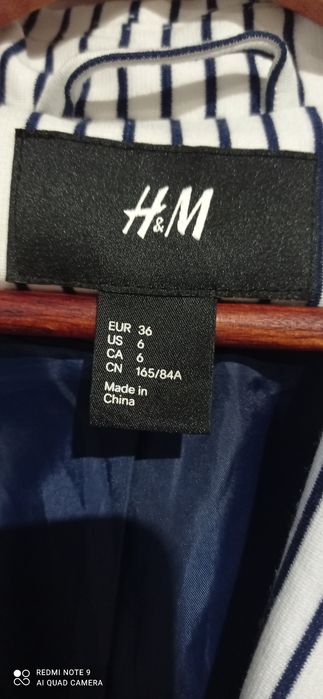 H&M
EUR 36
US 6
CA 6
CN 165/84A
Made in
China
REDMI NOTE 9
AI QUAD CAMERA